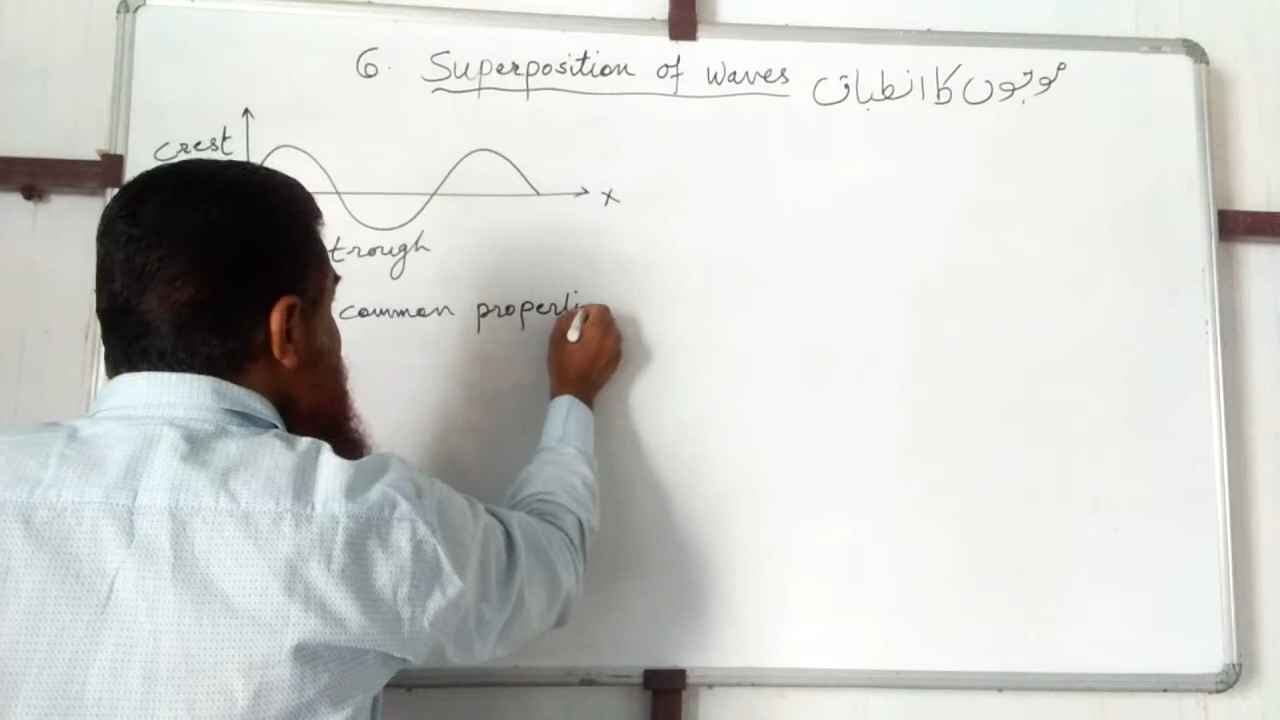 6. Superposition of waves موجوں کا انطباق
crest
x
trough
common properti